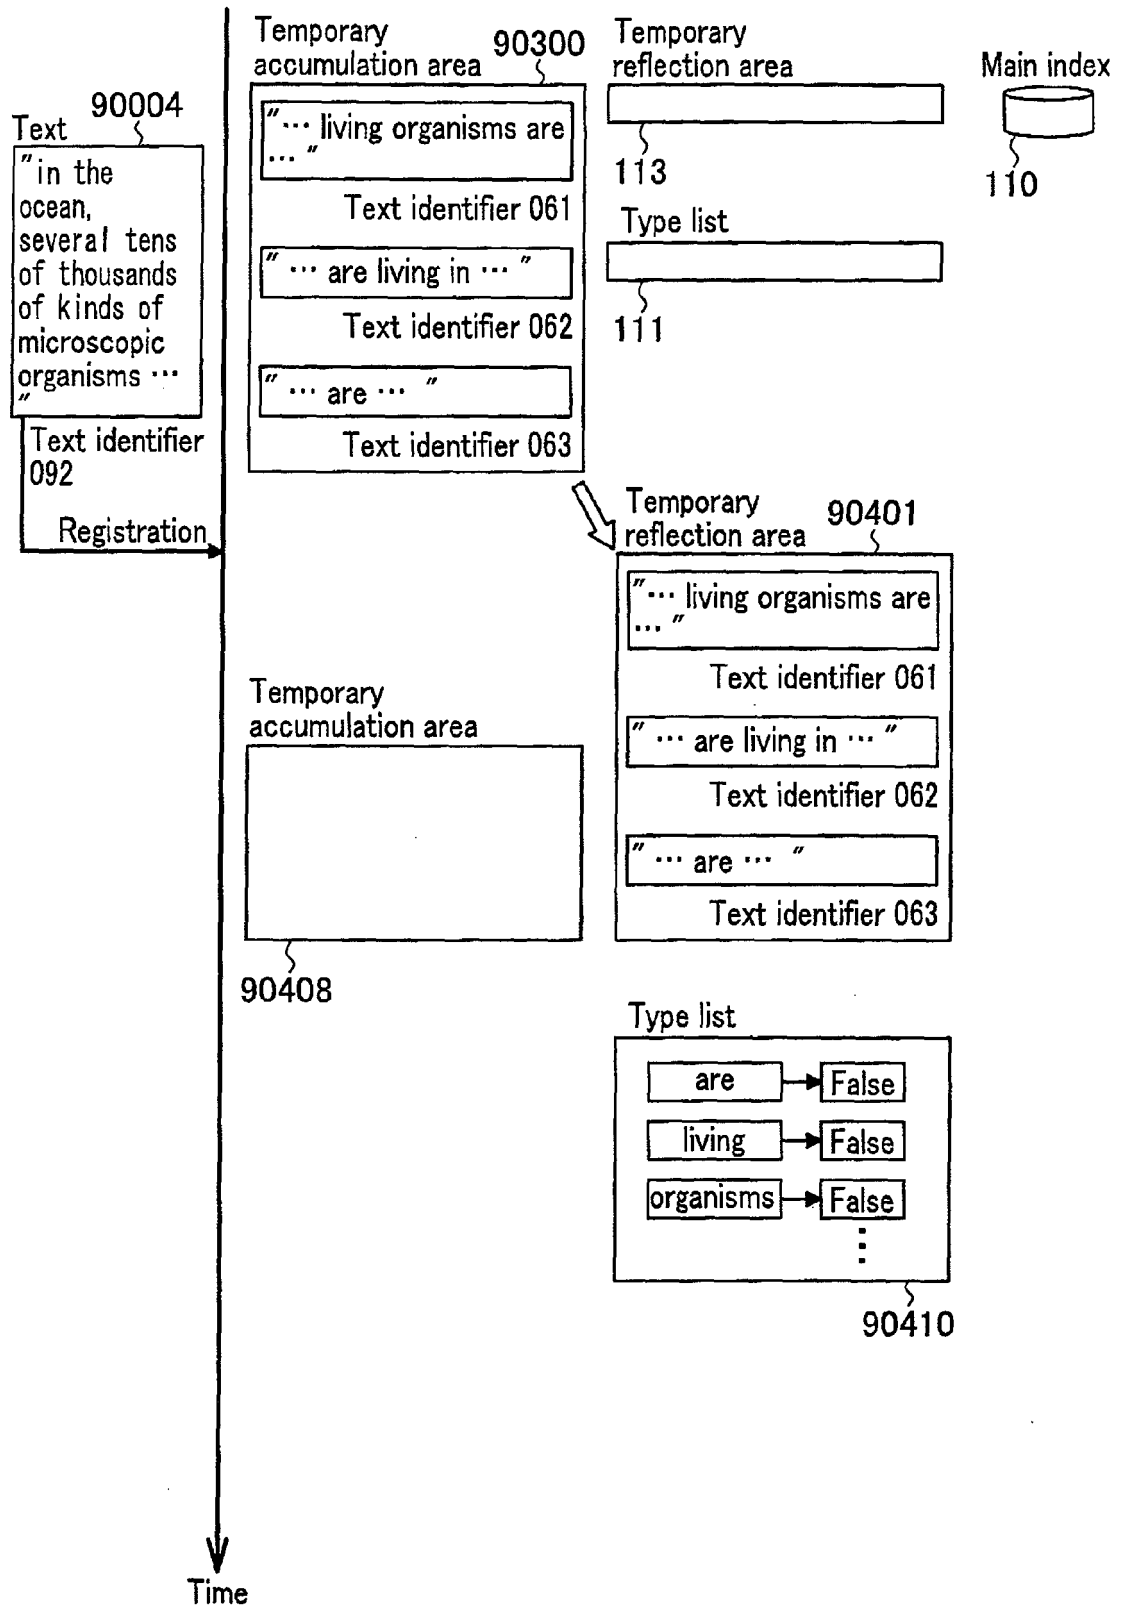 Temporary
accumulation area
90300
Temporary
reflection area
Main index
90004
Text
"in the
ocean,
several tens
of thousands
of kinds of
microscopic
organisms ···
"
Text identifier
092
Registration
"··· living organisms are
··· "
Text identifier 061
" ··· are living in ··· "
Text identifier 062
" ··· are ··· "
Text identifier 063
113
110
Type list
111
Temporary
reflection area
90401
"··· living organisms are
··· "
Text identifier 061
" ··· are living in ··· "
Text identifier 062
" ··· are ··· "
Text identifier 063
Temporary
accumulation area
90408
Type list
are False
living False
organisms False
⋮
90410
Time